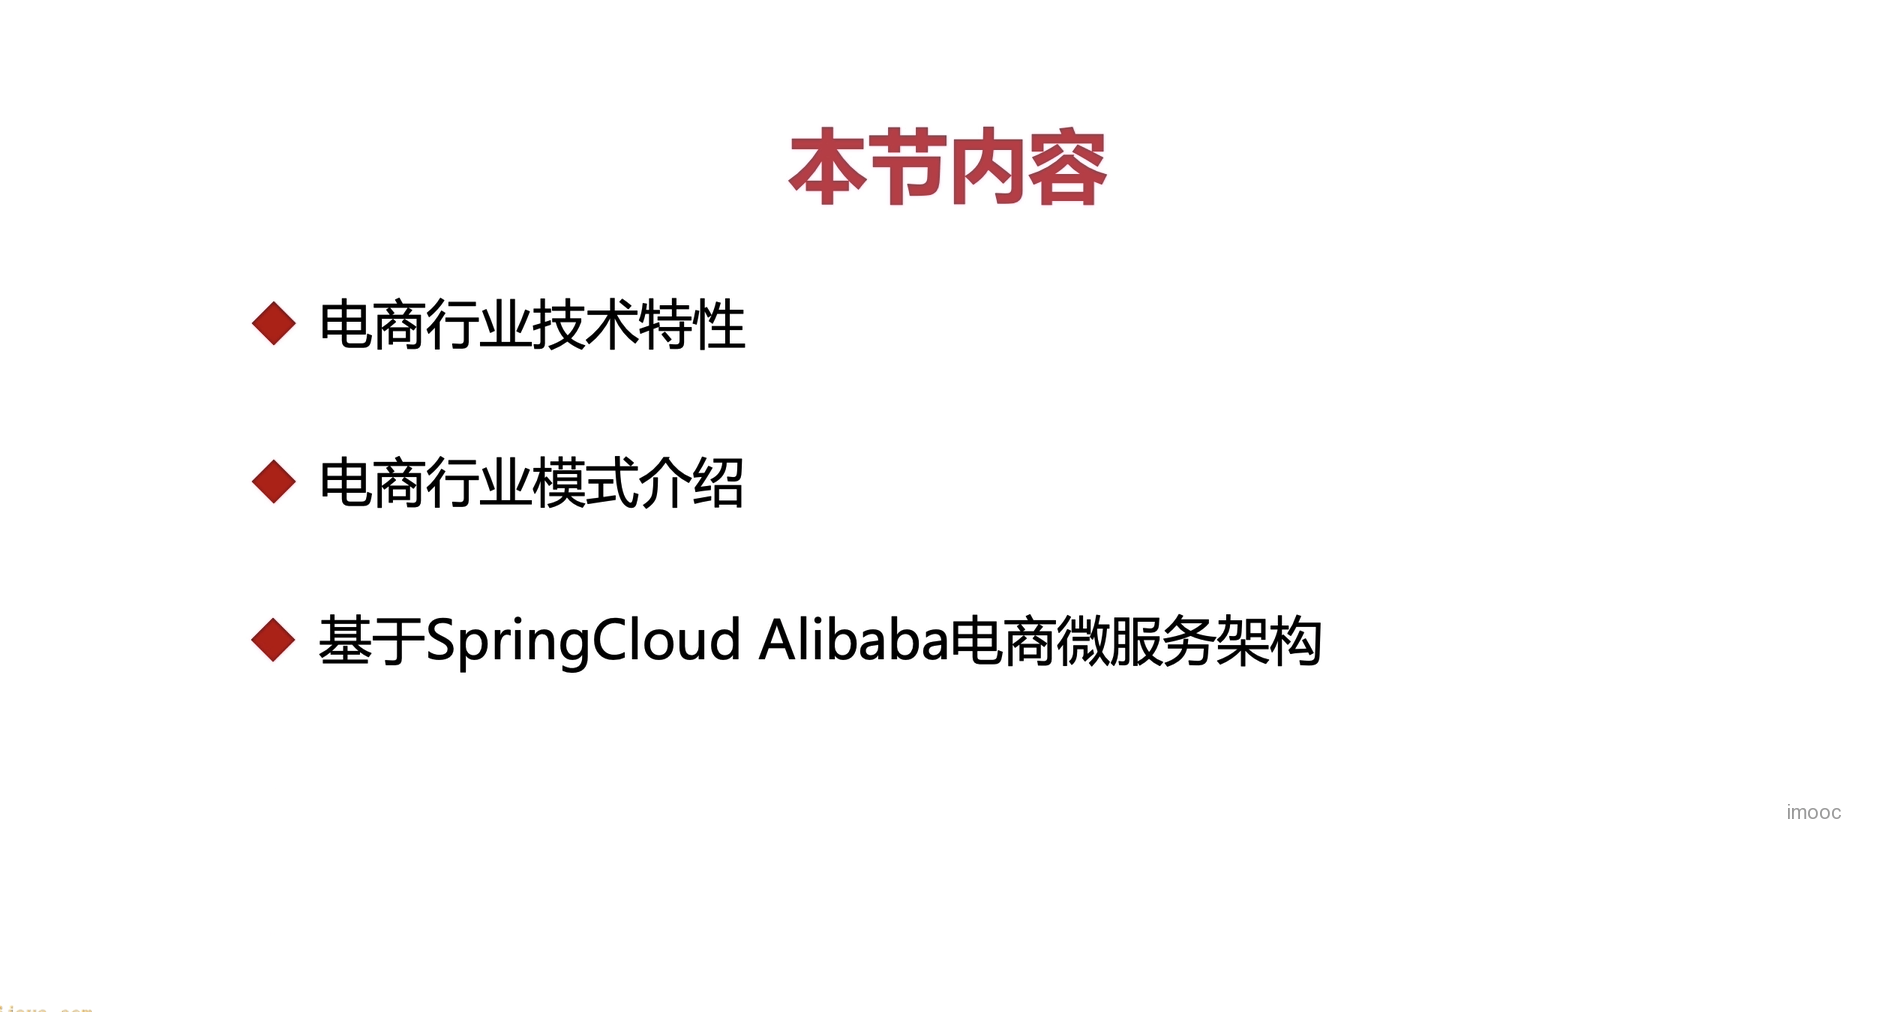 本节内容
电商行业技术特性
电商行业模式介绍
基于SpringCloud Alibaba电商微服务架构
imooc